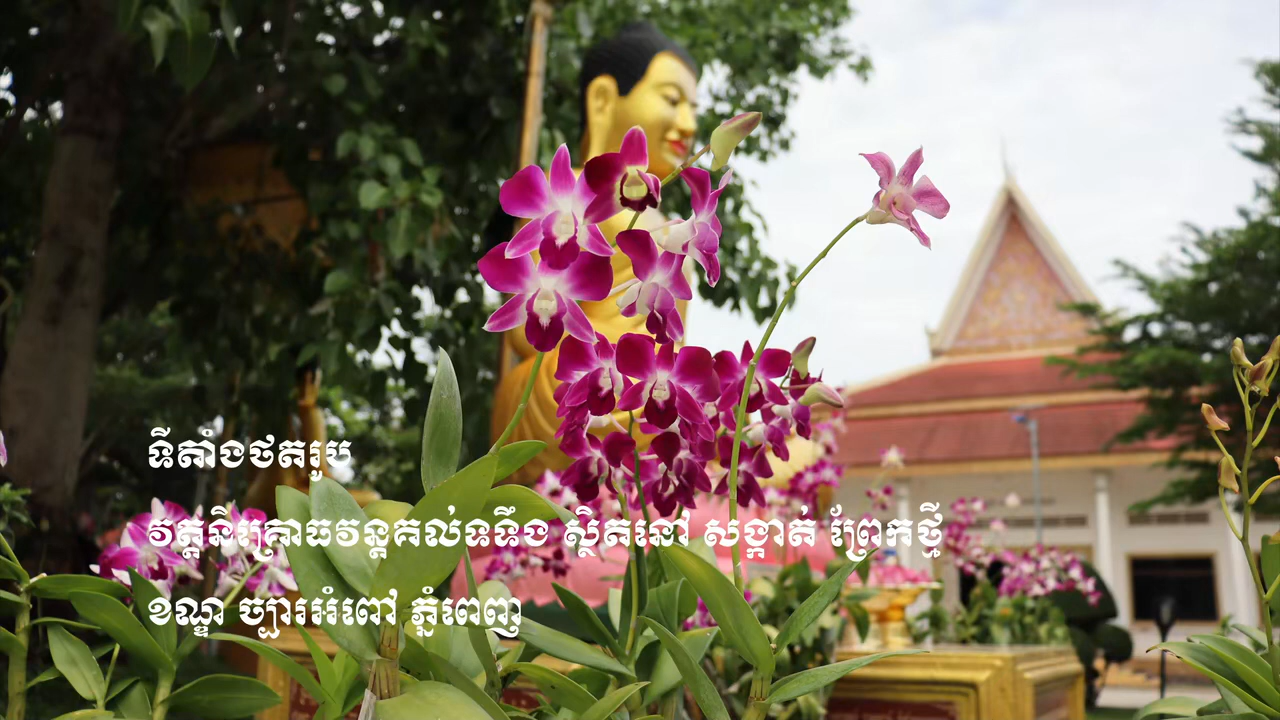 ទីតាំងថតរូប
វត្តនិគ្រោធវន្តគល់ទទឹង ស្ថិតនៅ សង្កាត់ ព្រែកថ្មី
ខណ្ឌ ច្បារអំពៅ ភ្នំពេញ